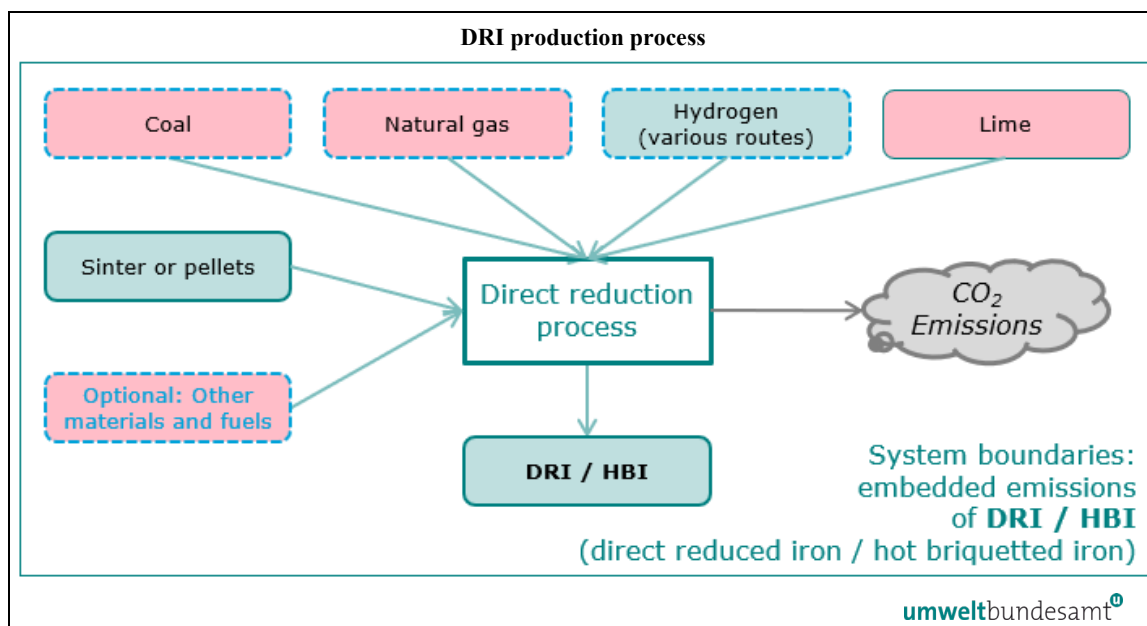 DRI production process
Coal
Natural gas
Hydrogen
(various routes)
Lime
Sinter or pellets
Direct reduction
process
CO₂
Emissions
Optional: Other
materials and fuels
DRI / HBI
System boundaries:
embedded emissions
of DRI / HBI
(direct reduced iron / hot briquetted iron)
umweltbundesamt u